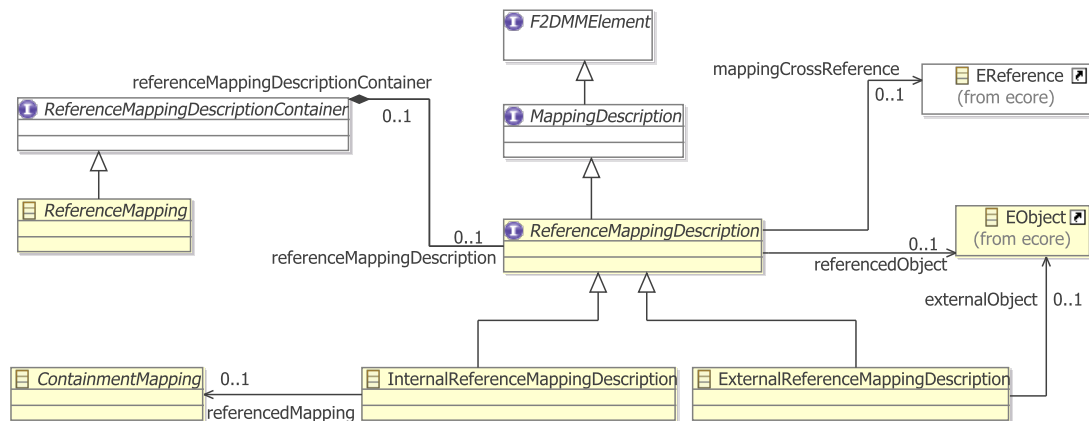 I F2DMMElement
referenceMappingDescriptionContainer
mappingCrossReference
EReference
(from ecore)
0..1
I ReferenceMappingDescriptionContainer
0..1
I MappingDescription
ReferenceMapping
EObject
(from ecore)
I ReferenceMappingDescription
0..1
0..1
referenceMappingDescription
referencedObject
externalObject
0..1
ContainmentMapping
0..1
InternalReferenceMappingDescription
ExternalReferenceMappingDescription
referencedMapping